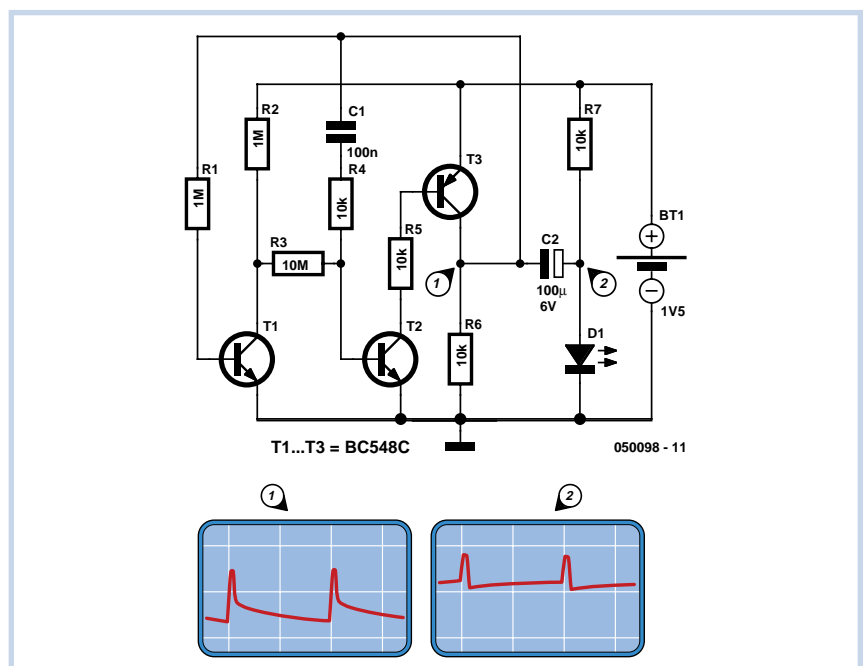 R2
C1
R7
1M
100n
T3
10k
R1
R4
1M
10k
BT1
R5
+
R3
C2
10M
10k
1
2
100µ
6V
−
1V5
T1
T2
R6
D1
10k
T1...T3 = BC548C
050098 - 11
1
2